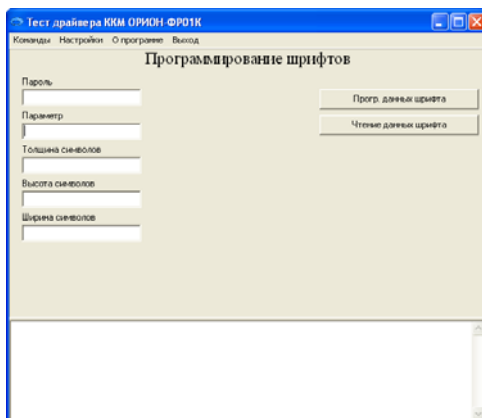 Тест драйвера ККМ ОРИОН-ФР01К
Команды Настройки О программе Выход
Программирование шрифтов
Пароль
Прогр. данных шрифта
Параметр
Чтение данных шрифта
Толщина символов
Высота символов
Ширина символов